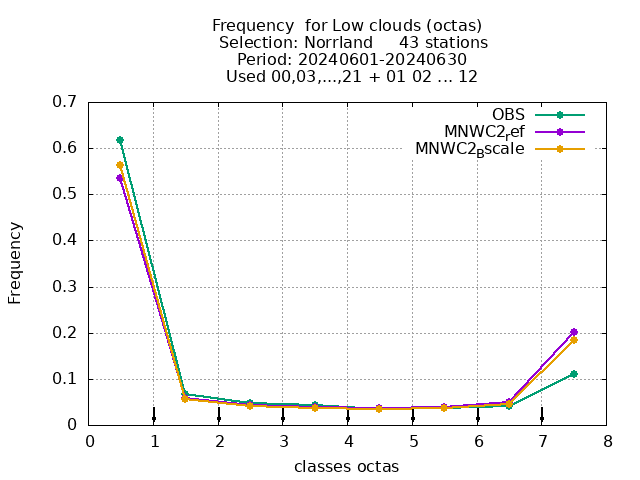 Frequency  for Low clouds (octas)
Selection: Norrland     43 stations
Period: 20240601-20240630
Used 00,03,...,21 + 01 02 ... 12
OBS
MNWC2ref
MNWC2Bscale
Frequency
0.7
0.6
0.5
0.4
0.3
0.2
0.1
0
0 1 2 3 4 5 6 7 8
classes octas